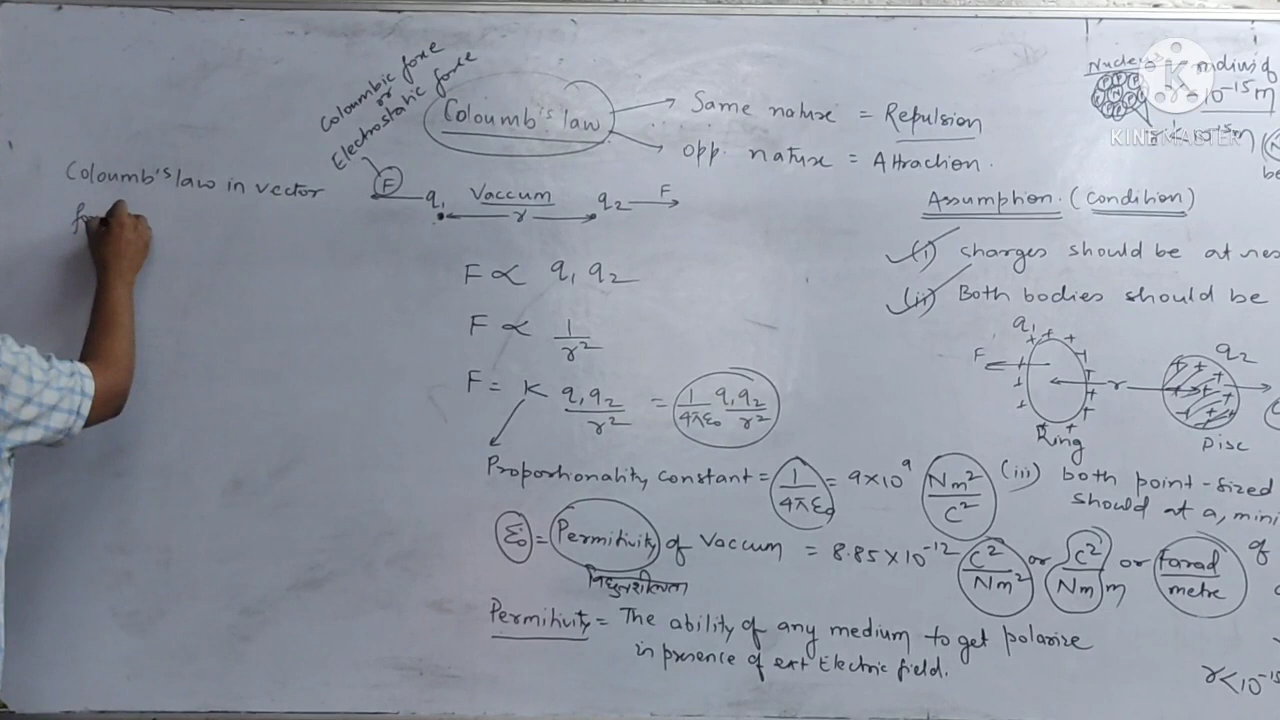 Coloumbic force
or
Electrostatic force
Coloumb's law
Same nature = Repulsion
opp. nature = Attraction.
Coloumb's law in vector
F
q₁ Vaccum q₂
F
r
F ∝ q₁ q₂
F ∝ 1/r²
F = K q₁q₂/r² = 1/4πε₀ q₁q₂/r²
Proportionality constant = 1/4πε₀ = 9×10⁹ Nm²/C²
ε₀ = Permitivity of Vaccum = 8.85×10⁻¹² C²/Nm² or C²/Nm m or farad/metre
विधुतशीलता
Permitivity = The ability of any medium to get polarize
in presence of ext Electric field.
Nucleus
10⁻¹⁵m
KINEMASTER
K
be
Assumption. (Condition)
(i) charges should be at
(ii) Both bodies should be
q₁
F
r
q₂
Ring
Disc
(iii) both point-sized
should at a, mini
of
r<10⁻¹⁵